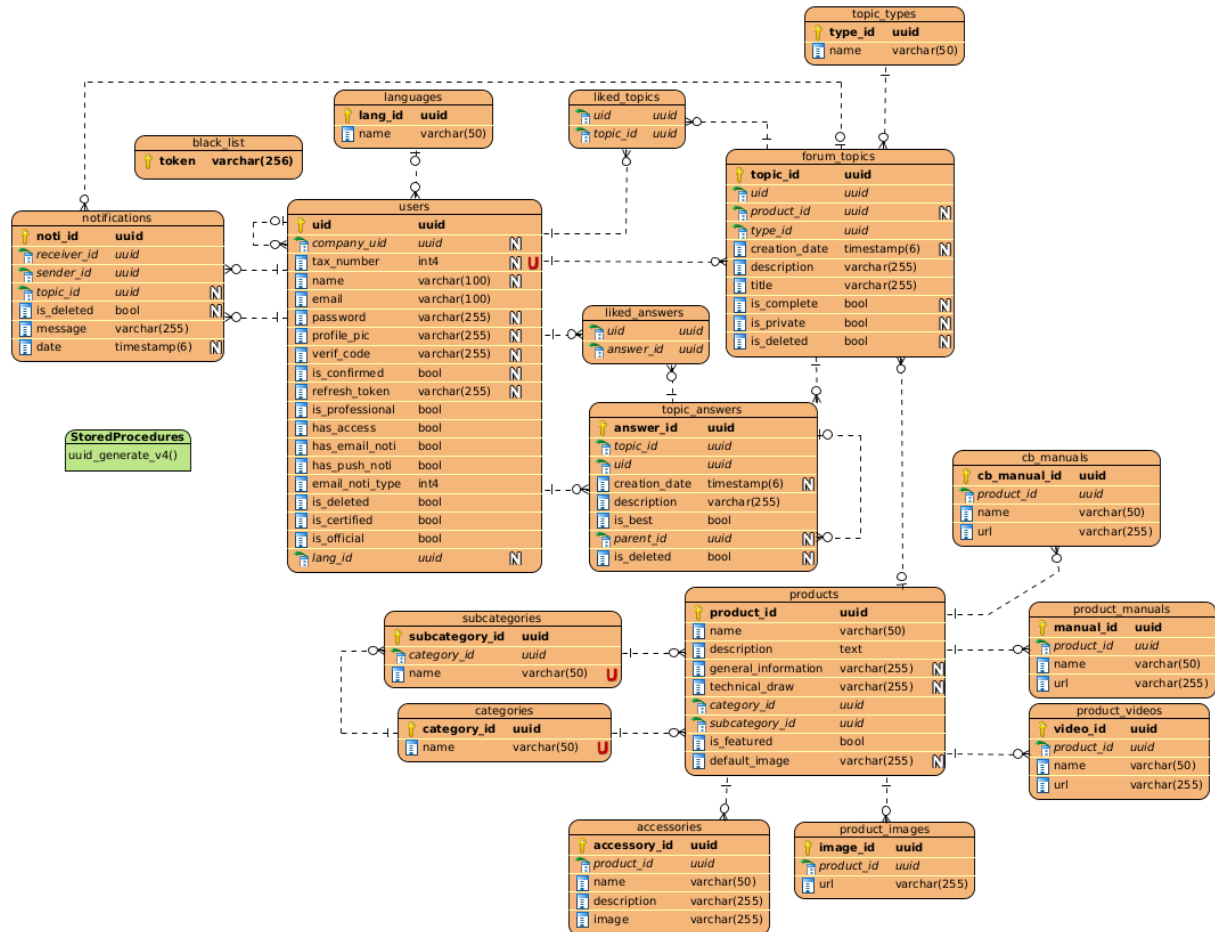 topic_types
type_id uuid
name varchar(50)
languages
lang_id uuid
name varchar(50)
liked_topics
uid uuid
topic_id uuid
black_list
token varchar(256)
forum_topics
topic_id uuid
uid uuid
product_id uuid N
type_id uuid
creation_date timestamp(6) N
description varchar(255)
title varchar(255)
is_complete bool N
is_private bool N
is_deleted bool N
notifications
noti_id uuid
receiver_id uuid
sender_id uuid
topic_id uuid N
is_deleted bool N
message varchar(255)
date timestamp(6) N
users
uid uuid
company_uid uuid N
tax_number int4 N U
name varchar(100) N
email varchar(100)
password varchar(255) N
profile_pic varchar(255) N
verif_code varchar(255) N
is_confirmed bool N
refresh_token varchar(255) N
is_professional bool
has_access bool
has_email_noti bool
has_push_noti bool
email_noti_type int4
is_deleted bool
is_certified bool
is_official bool
lang_id uuid N
liked_answers
uid uuid
answer_id uuid
topic_answers
answer_id uuid
topic_id uuid
uid uuid
creation_date timestamp(6) N
description varchar(255)
is_best bool
parent_id uuid N
is_deleted bool N
StoredProcedures
uuid_generate_v4()
cb_manuals
cb_manual_id uuid
product_id uuid
name varchar(50)
url varchar(255)
products
product_id uuid
name varchar(50)
description text
general_information varchar(255) N
technical_draw varchar(255) N
category_id uuid
subcategory_id uuid
is_featured bool
default_image varchar(255) N
subcategories
subcategory_id uuid
category_id uuid
name varchar(50) U
categories
category_id uuid
name varchar(50) U
product_manuals
manual_id uuid
product_id uuid
name varchar(50)
url varchar(255)
product_videos
video_id uuid
product_id uuid
name varchar(50)
url varchar(255)
accessories
accessory_id uuid
product_id uuid
name varchar(50)
description varchar(255)
image varchar(255)
product_images
image_id uuid
product_id uuid
url varchar(255)